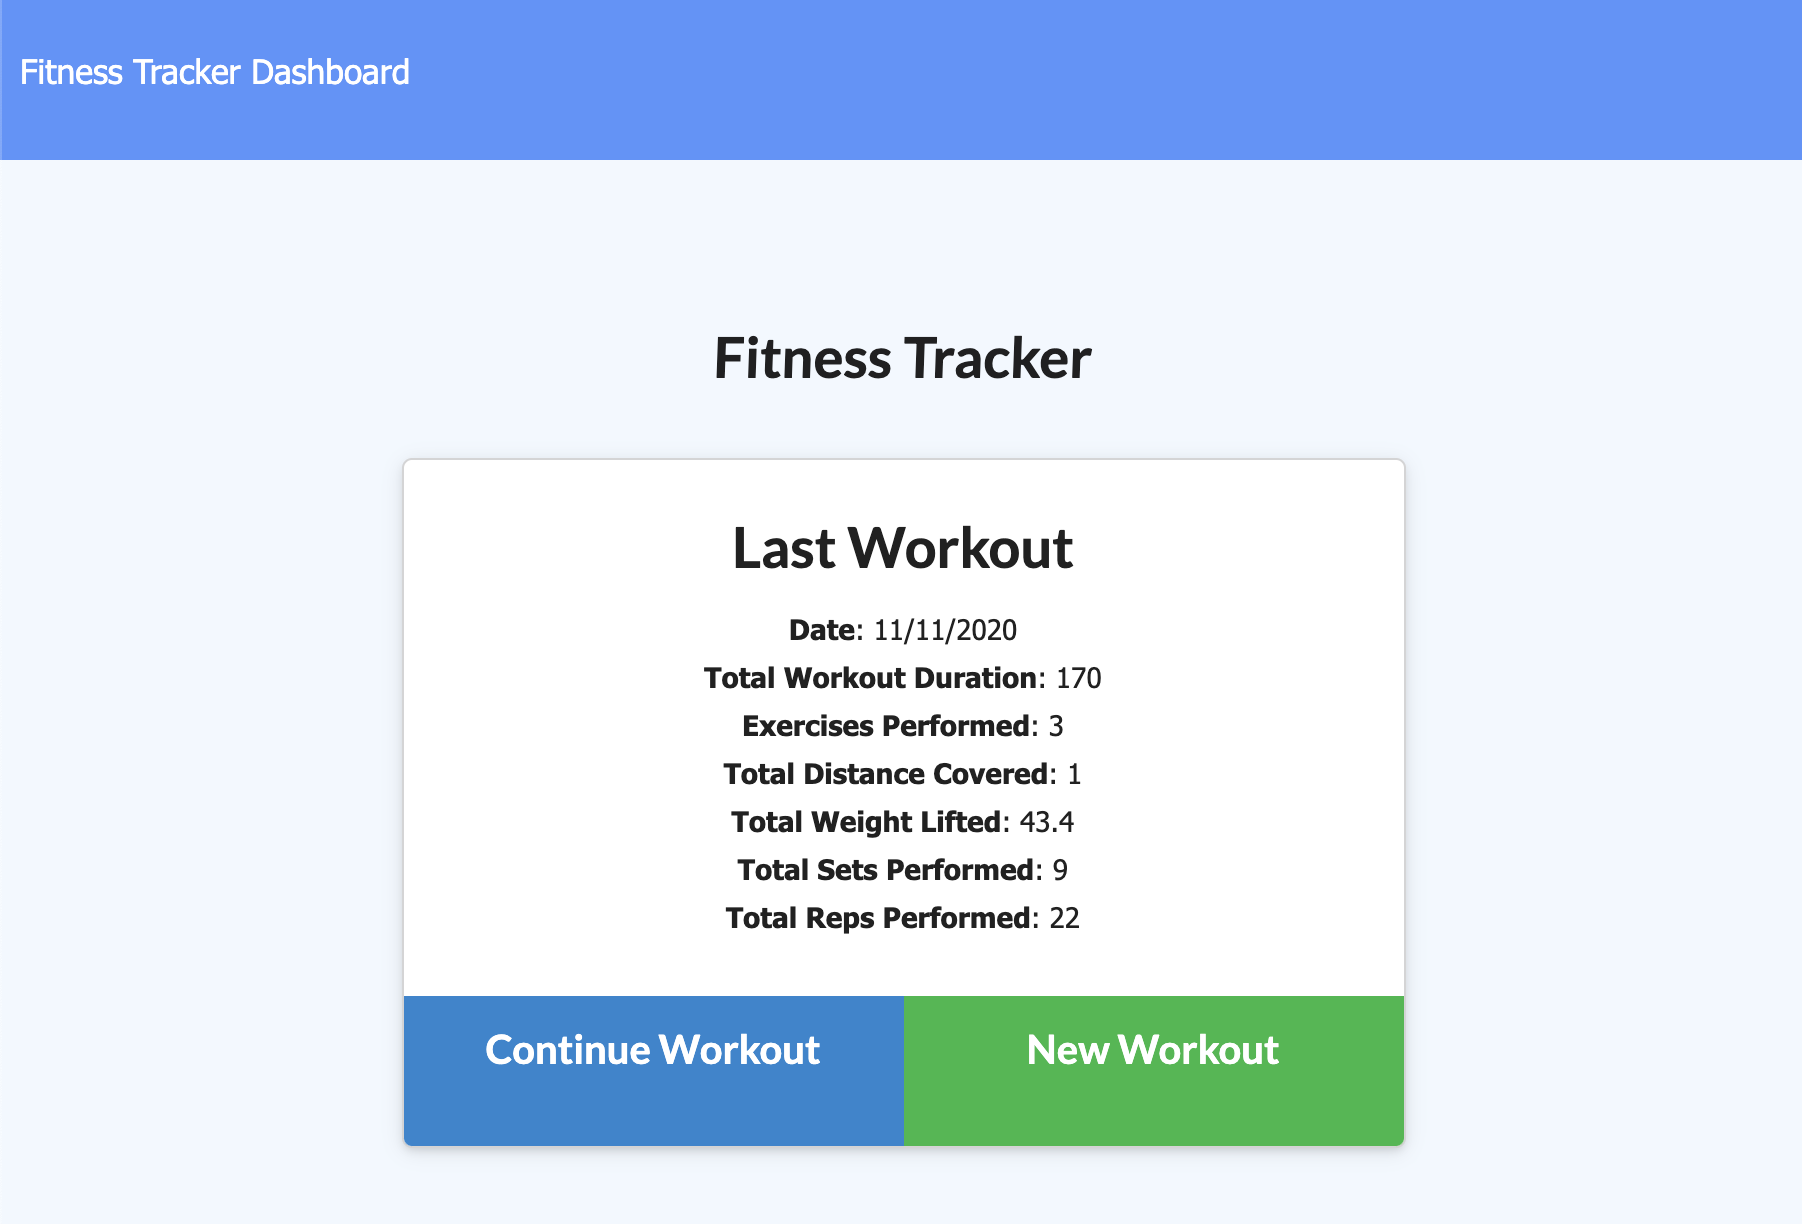 Fitness Tracker Dashboard
Fitness Tracker
Last Workout
Date: 11/11/2020
Total Workout Duration: 170
Exercises Performed: 3
Total Distance Covered: 1
Total Weight Lifted: 43.4
Total Sets Performed: 9
Total Reps Performed: 22
Continue Workout
New Workout